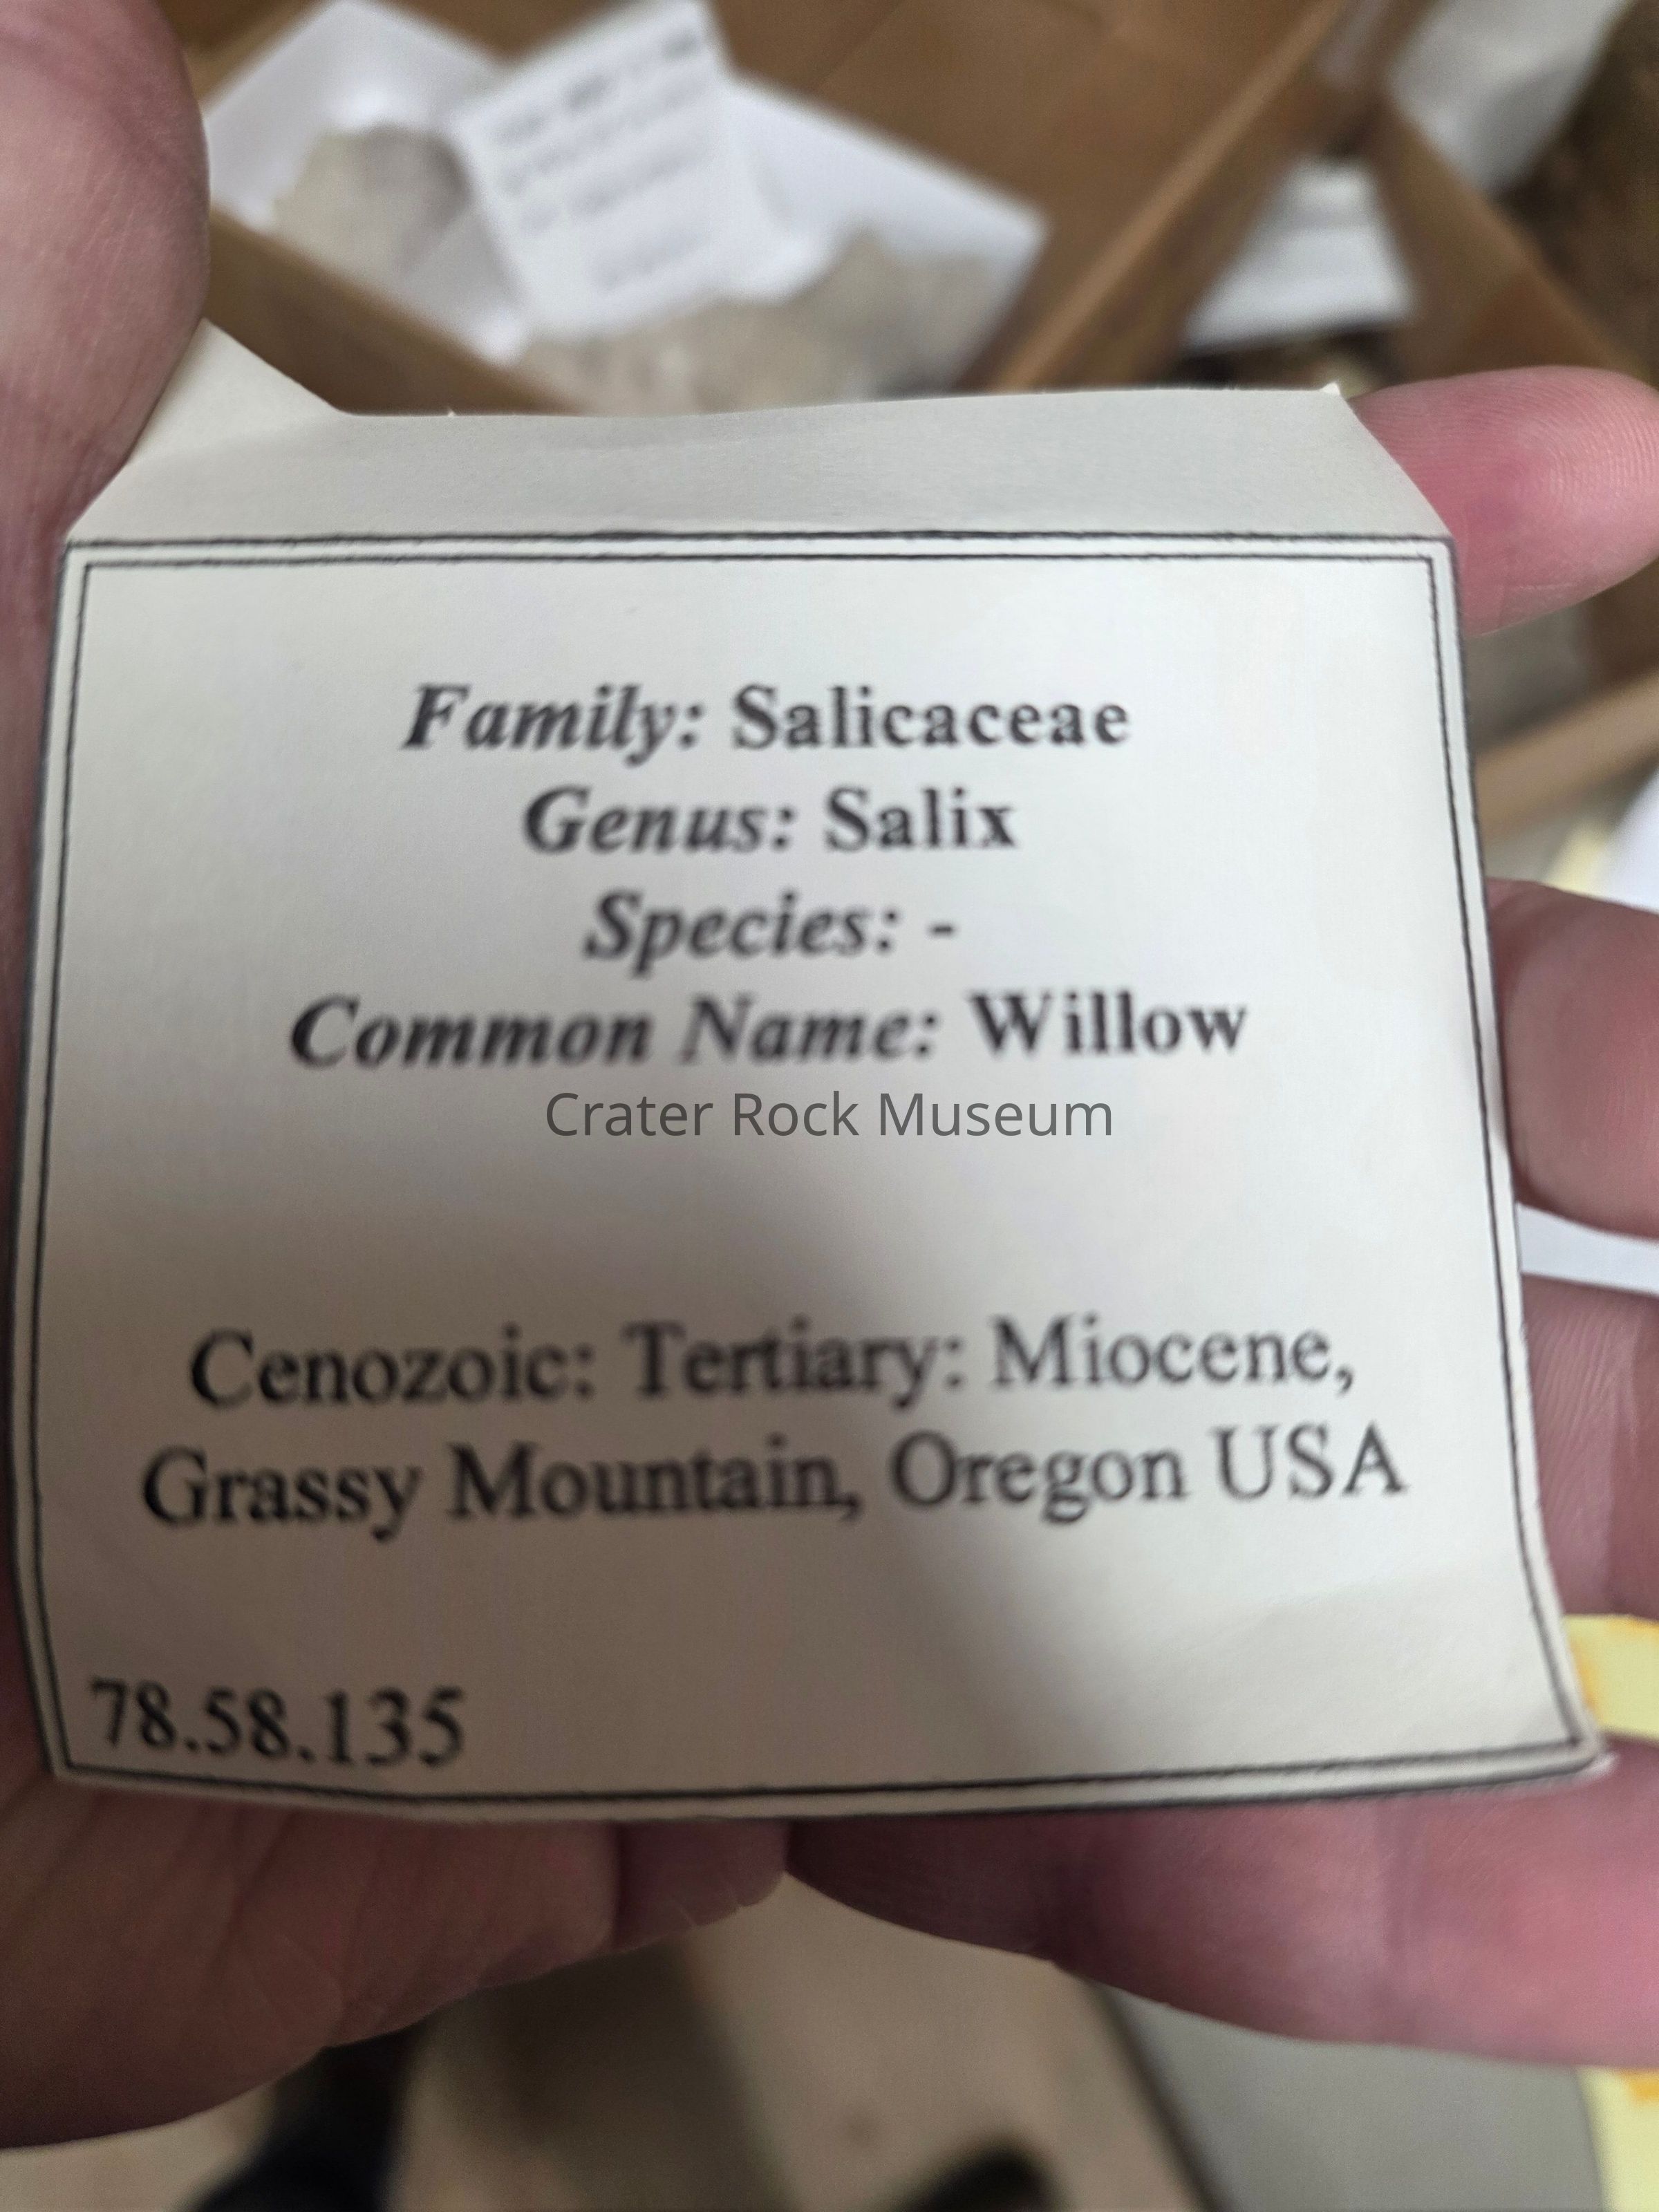 Family: Salicaceae
Genus: Salix
Species: -
Common Name: Willow
Crater Rock Museum
Cenozoic: Tertiary: Miocene,
Grassy Mountain, Oregon USA
78.58.135